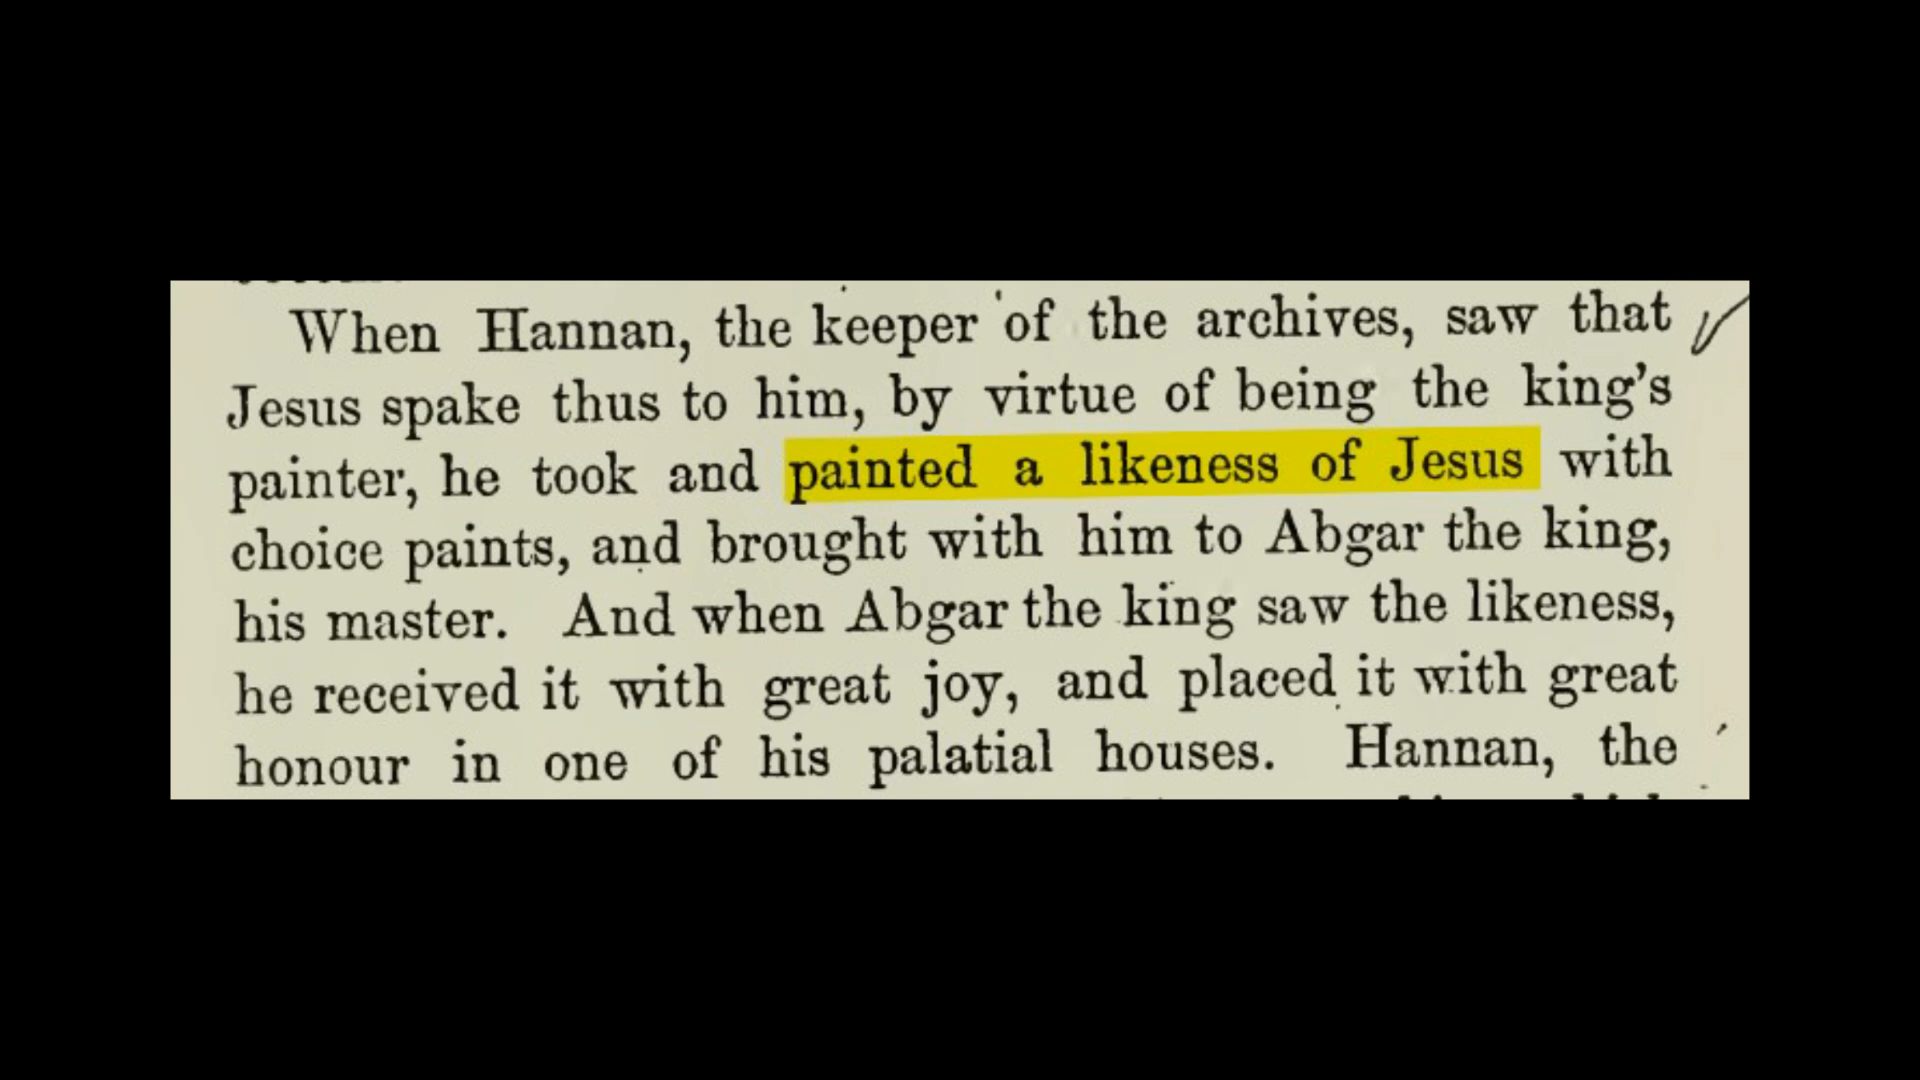 When Hannan, the keeper of the archives, saw that
Jesus spake thus to him, by virtue of being the king's
painter, he took and painted a likeness of Jesus with
choice paints, and brought with him to Abgar the king,
his master. And when Abgar the king saw the likeness,
he received it with great joy, and placed it with great
honour in one of his palatial houses. Hannan, the